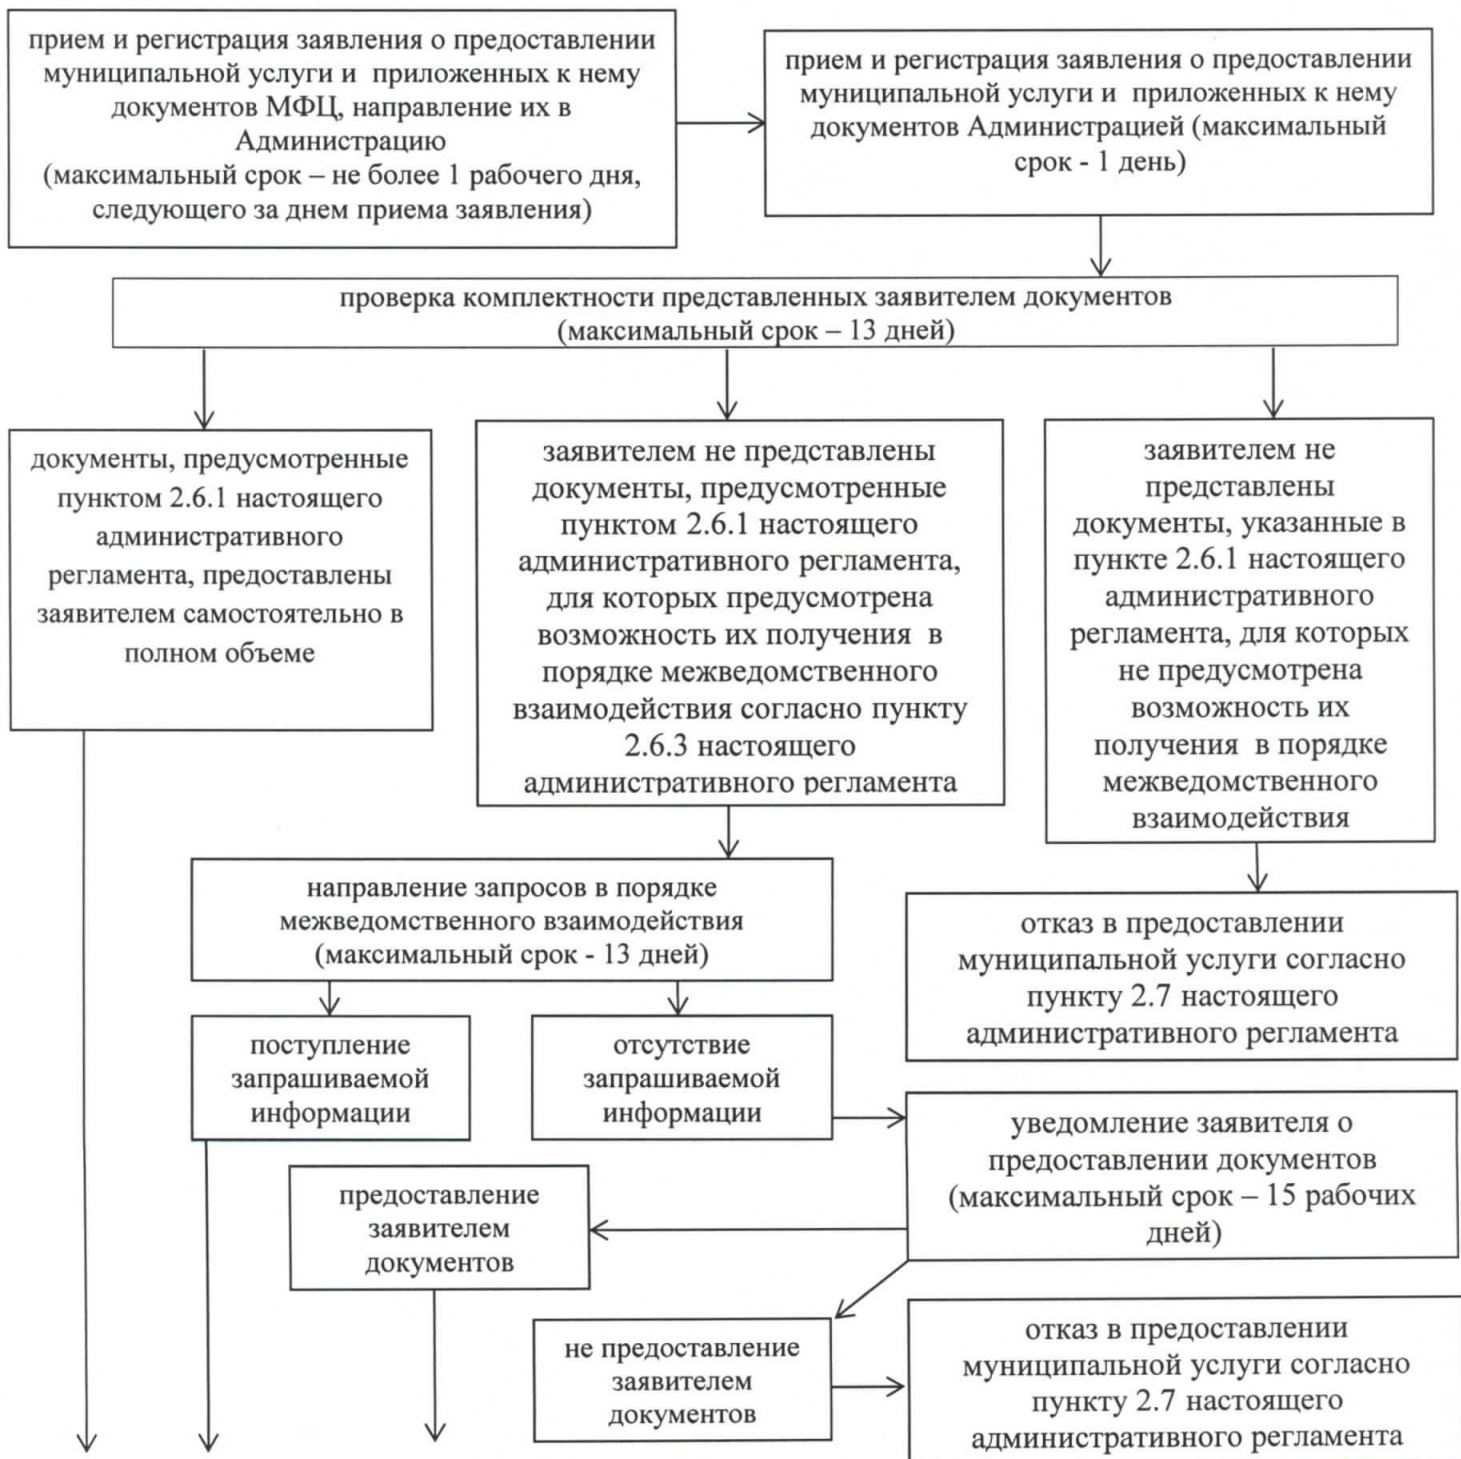 прием и регистрация заявления о предоставлении
муниципальной услуги и приложенных к нему
документов МФЦ, направление их в
Администрацию
(максимальный срок – не более 1 рабочего дня,
следующего за днем приема заявления)
прием и регистрация заявления о предоставлении
муниципальной услуги и приложенных к нему
документов Администрацией (максимальный
срок - 1 день)
проверка комплектности представленных заявителем документов
(максимальный срок – 13 дней)
документы, предусмотренные
пунктом 2.6.1 настоящего
административного
регламента, предоставлены
заявителем самостоятельно в
полном объеме
заявителем не представлены
документы, предусмотренные
пунктом 2.6.1 настоящего
административного регламента,
для которых предусмотрена
возможность их получения в
порядке межведомственного
взаимодействия согласно пункту
2.6.3 настоящего
административного регламента
заявителем не
представлены
документы, указанные в
пункте 2.6.1 настоящего
административного
регламента, для которых
не предусмотрена
возможность их
получения в порядке
межведомственного
взаимодействия
направление запросов в порядке
межведомственного взаимодействия
(максимальный срок - 13 дней)
отказ в предоставлении
муниципальной услуги согласно
пункту 2.7 настоящего
административного регламента
поступление
запрашиваемой
информации
отсутствие
запрашиваемой
информации
уведомление заявителя о
предоставлении документов
(максимальный срок – 15 рабочих
дней)
предоставление
заявителем
документов
не предоставление
заявителем
документов
отказ в предоставлении
муниципальной услуги согласно
пункту 2.7 настоящего
административного регламента